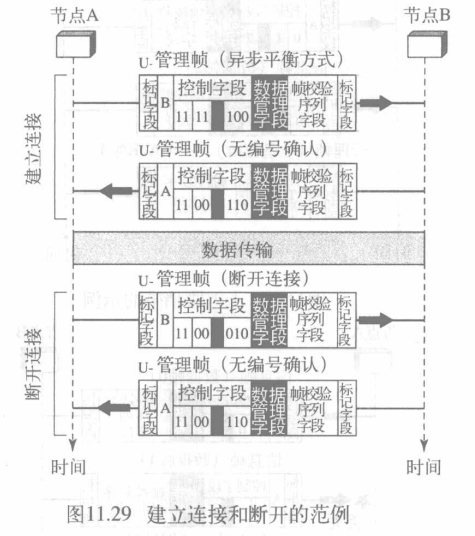 节点A
节点B
U-管理帧（异步平衡方式）
标记字段 B 控制字段 11 11 100 数据管理字段 帧校验序列字段 标记字段
建立连接
U-管理帧（无编号确认）
标记字段 A 控制字段 11 00 110 数据管理字段 帧校验序列字段 标记字段
数据传输
U-管理帧（断开连接）
标记字段 B 控制字段 11 00 010 数据管理字段 帧校验序列字段 标记字段
断开连接
U-管理帧（无编号确认）
标记字段 A 控制字段 11 00 110 数据管理字段 帧校验序列字段 标记字段
时间
时间
图11.29 建立连接和断开的范例